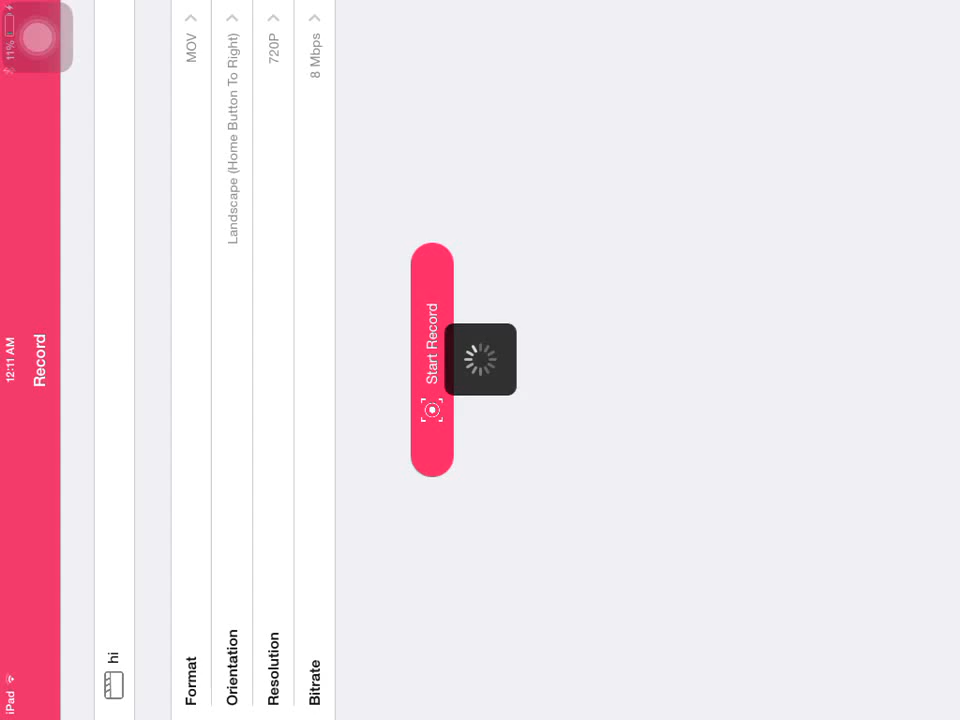 iPad 12:11 AM 11%
Record
hi
Format MOV
Orientation Landscape (Home Button To Right)
Resolution 720P
Bitrate 8 Mbps
Start Record